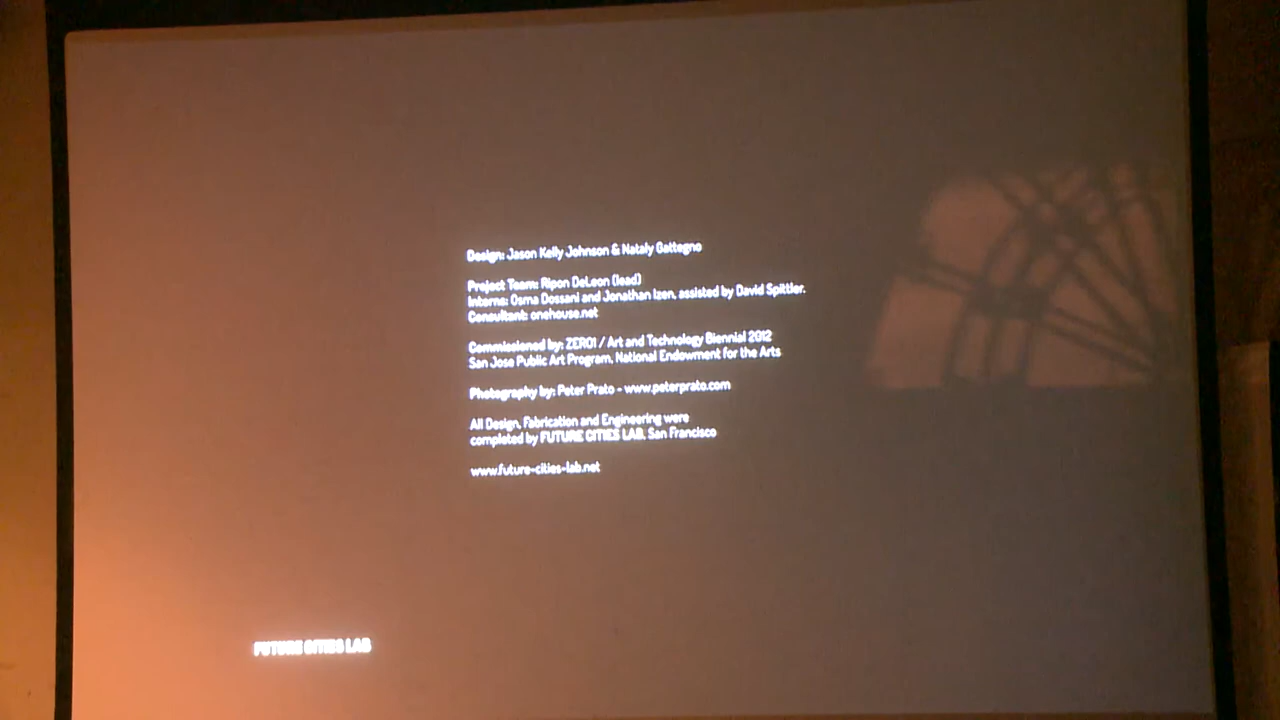 Design: Jason Kelly Johnson & Nataly Gattegno
Project Team: Ripon DeLeon (lead)
Interns: Osma Dossani and Jonathan Izen, assisted by David Spittler.
Consultant: onehouse.net
Commissioned by: ZERO1 / Art and Technology Biennial 2012
San Jose Public Art Program, National Endowment for the Arts
Photography by: Peter Prato - www.peterprato.com
All Design, Fabrication and Engineering were
completed by FUTURE CITIES LAB, San Francisco
www.future-cities-lab.net
FUTURE CITIES LAB